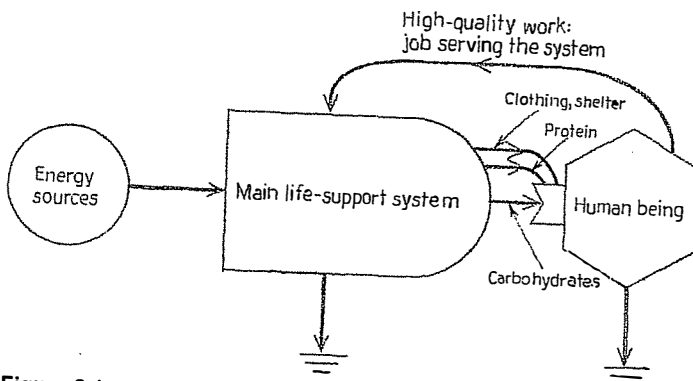 High-quality work:
job serving the system
Clothing, shelter
Protein
Energy
sources
Main life-support system
Human being
Carbohydrates